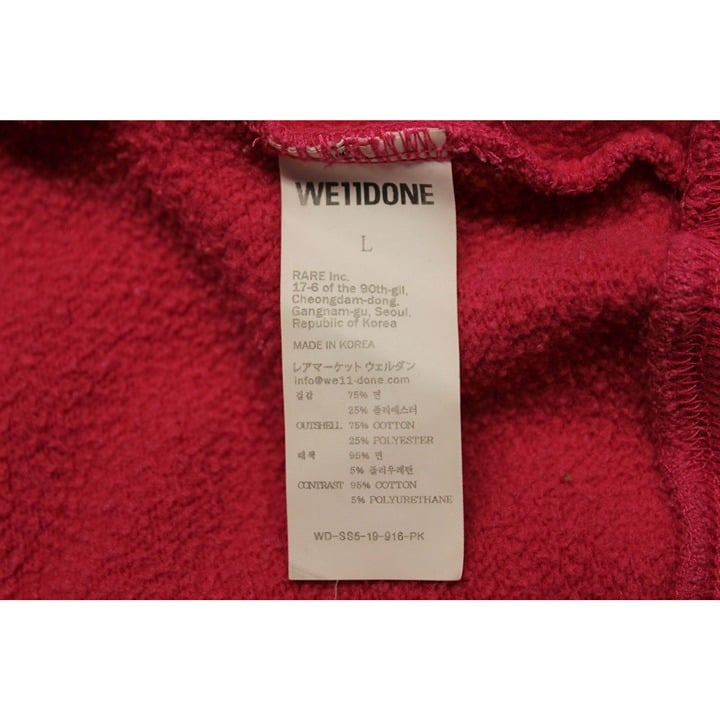 WE11DONE
L
RARE Inc.
17-6 of the 90th-gil,
Cheongdam-dong,
Gangnam-gu, Seoul.
Republic of Korea
MADE IN KOREA
レアマーケット ウェルダン
info@we11-done.com
겉감 75% 면
25% 폴리에스터
OUTSHELL 75% COTTON
25% POLYESTER
배색 95% 면
5% 폴리우레탄
CONTRAST 95% COTTON
5% POLYURETHANE
WD-SS5-19-916-PK